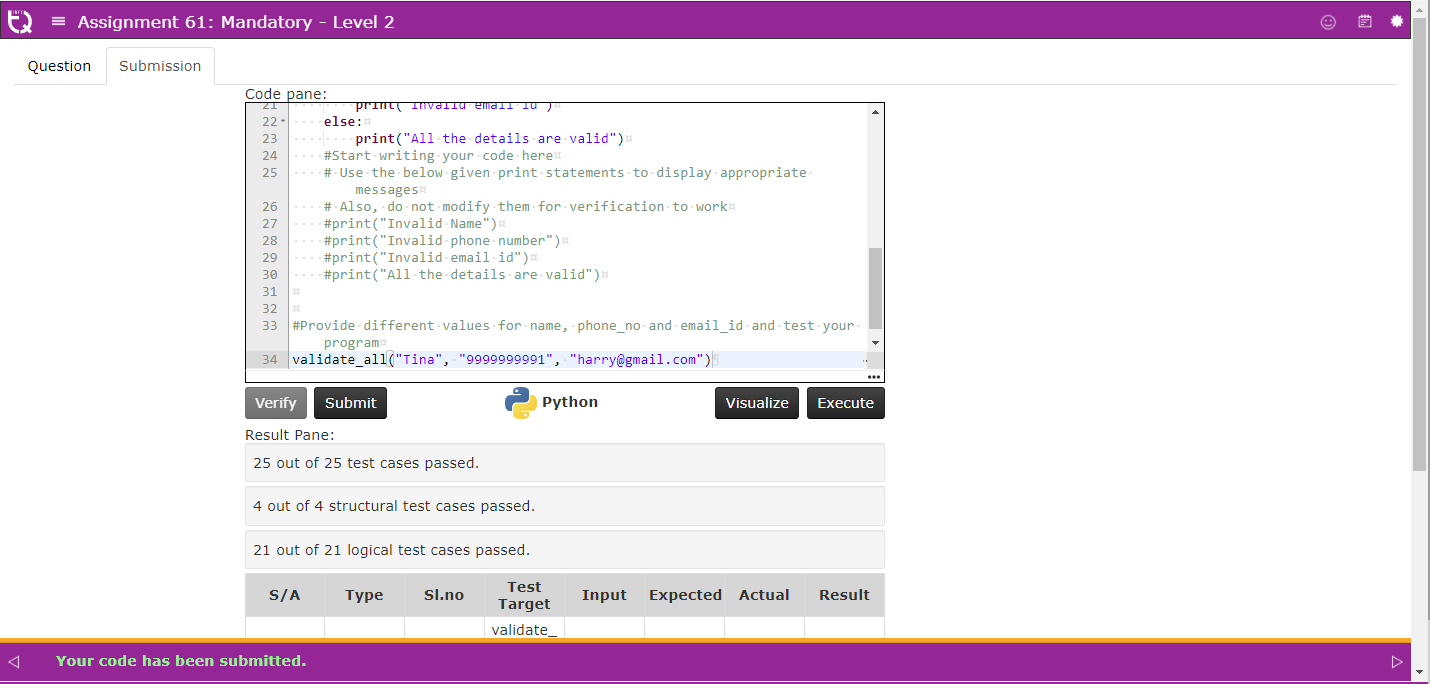 Assignment 61: Mandatory - Level 2
Question Submission
Code pane:
21 print("Invalid email id")
22 else:
23 print("All the details are valid")
24 #Start writing your code here
25 # Use the below given print statements to display appropriate
messages
26 # Also, do not modify them for verification to work
27 #print("Invalid Name")
28 #print("Invalid phone number")
29 #print("Invalid email id")
30 #print("All the details are valid")
31
32
33 #Provide different values for name, phone_no and email_id and test your
program
34 validate_all("Tina", "9999999991", "harry@gmail.com")
Verify Submit Python Visualize Execute
Result Pane:
25 out of 25 test cases passed.
4 out of 4 structural test cases passed.
21 out of 21 logical test cases passed.
S/A Type Sl.no Test Target Input Expected Actual Result
validate_
Your code has been submitted.